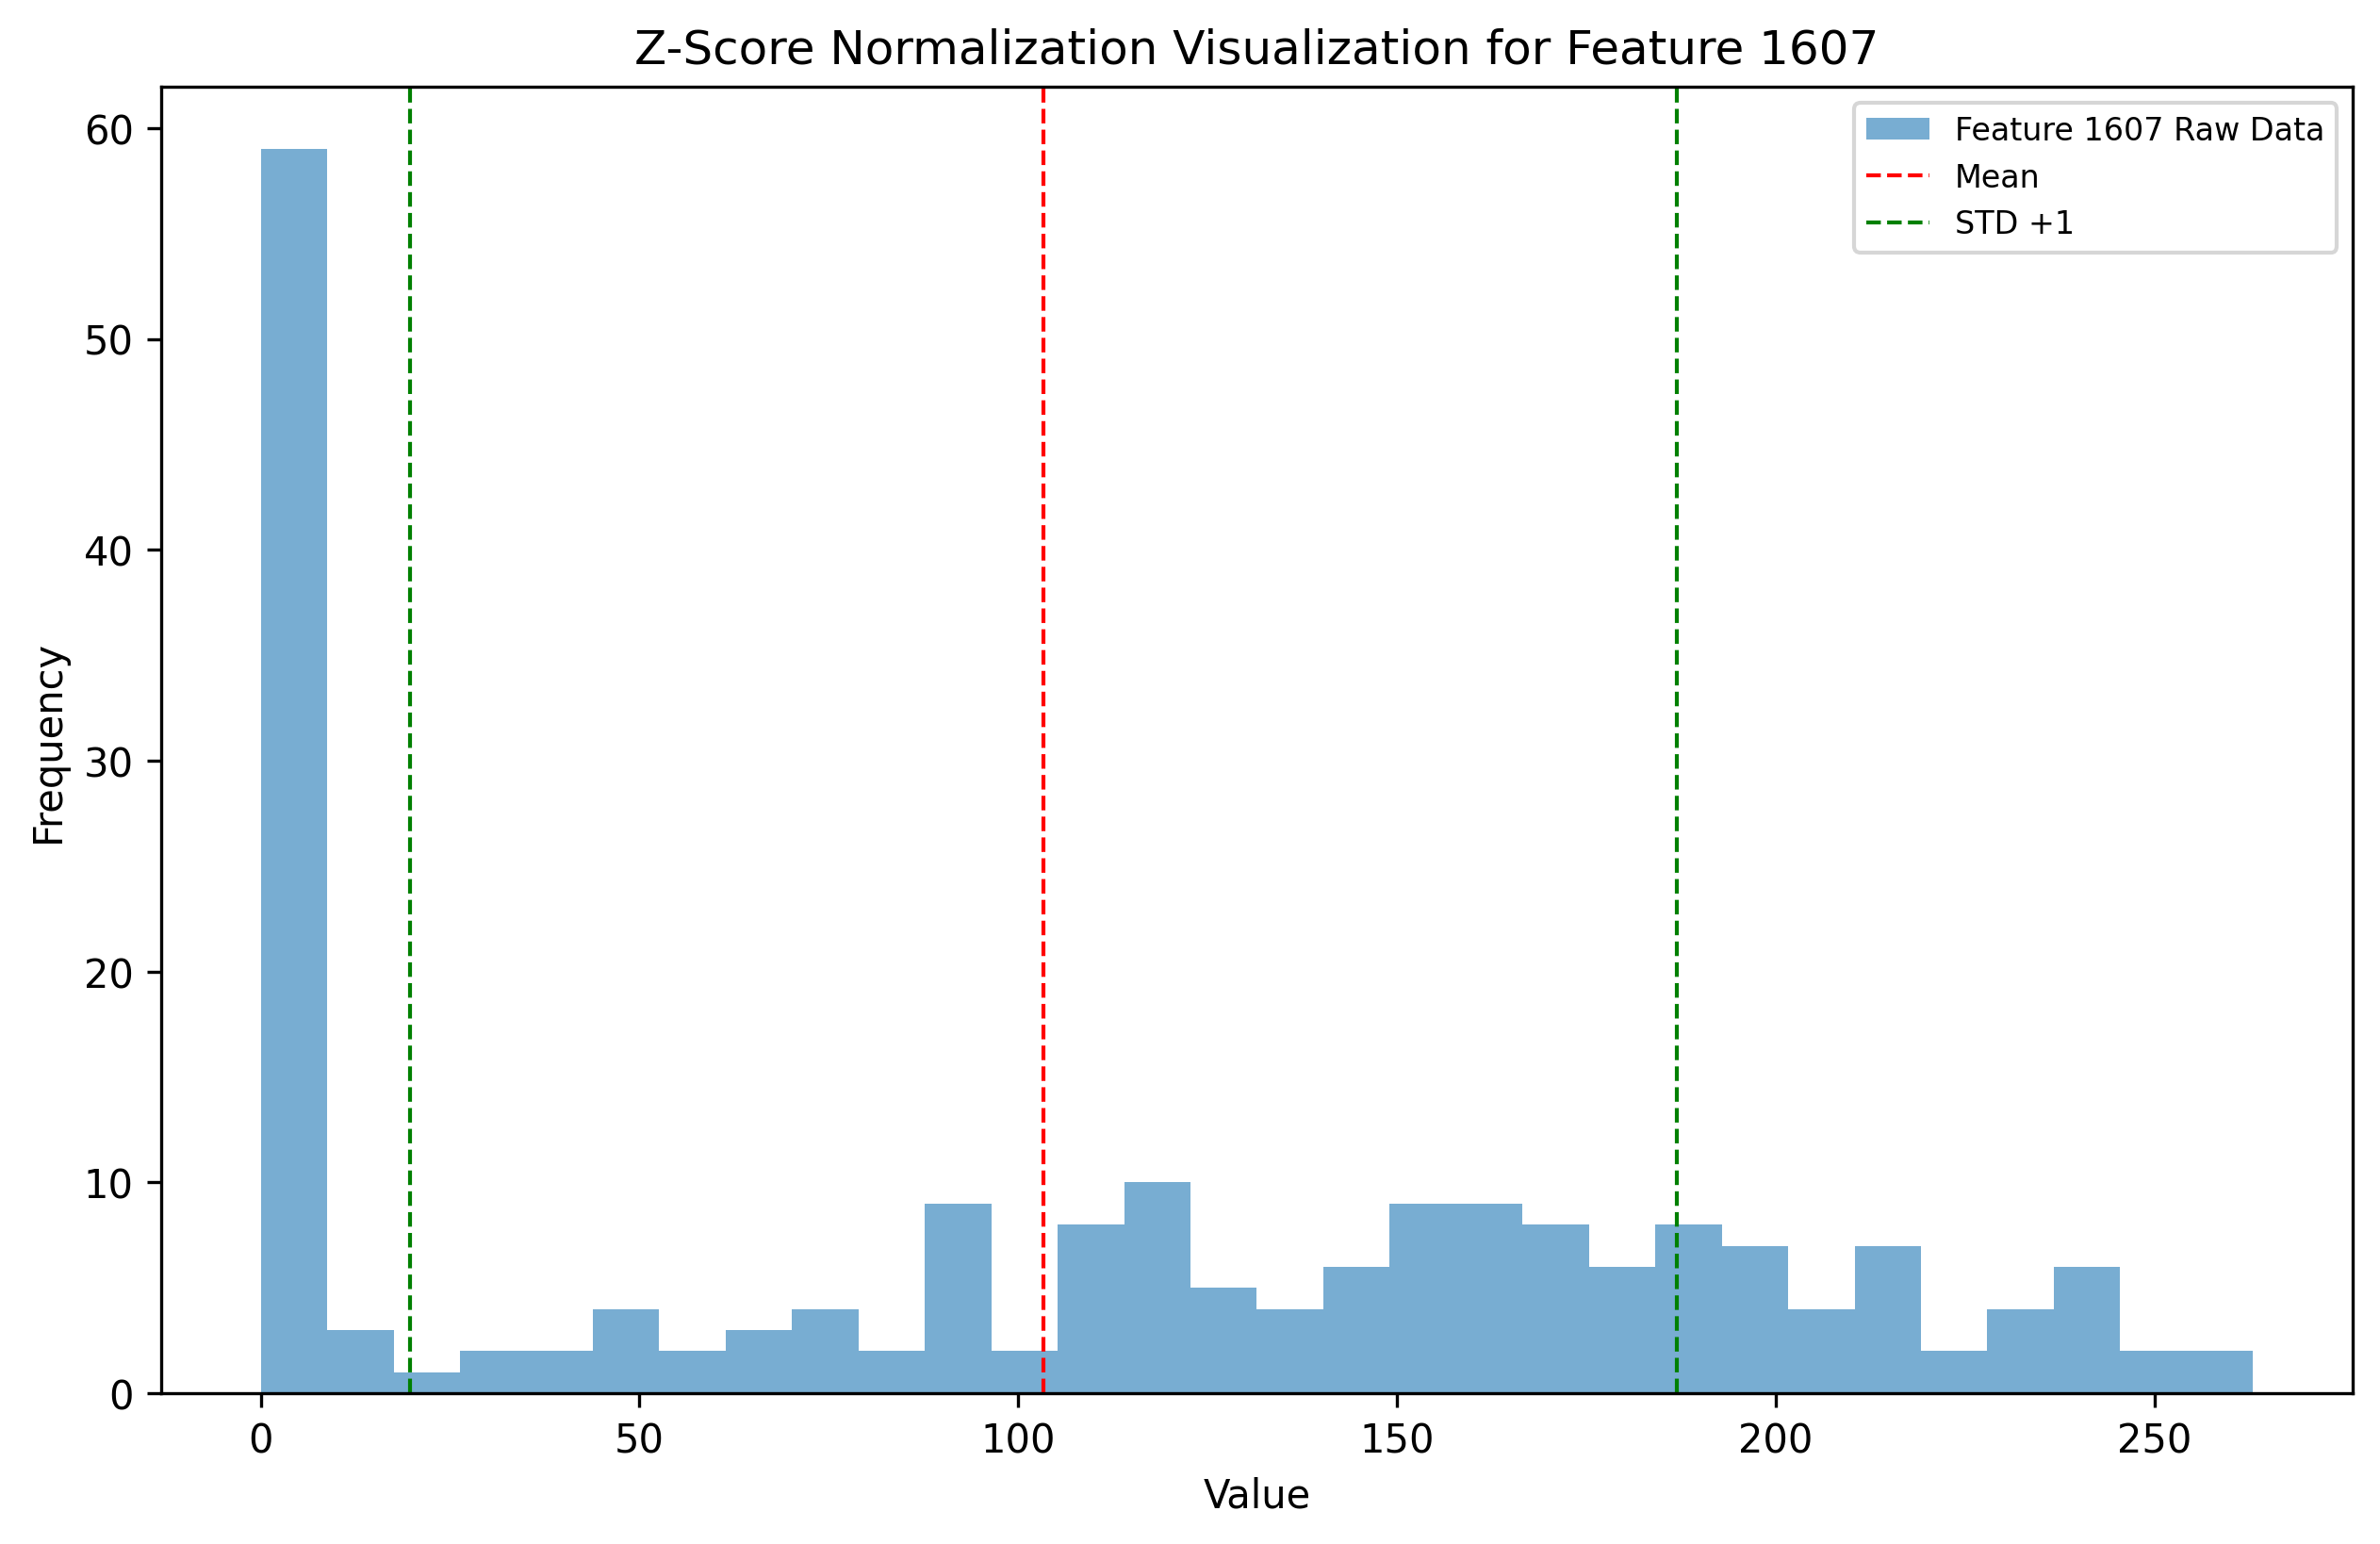 Z-Score Normalization Visualization for Feature 1607
Feature 1607 Raw Data
Mean
STD +1
60
50
40
30
20
10
0
Frequency
0 50 100 150 200 250
Value